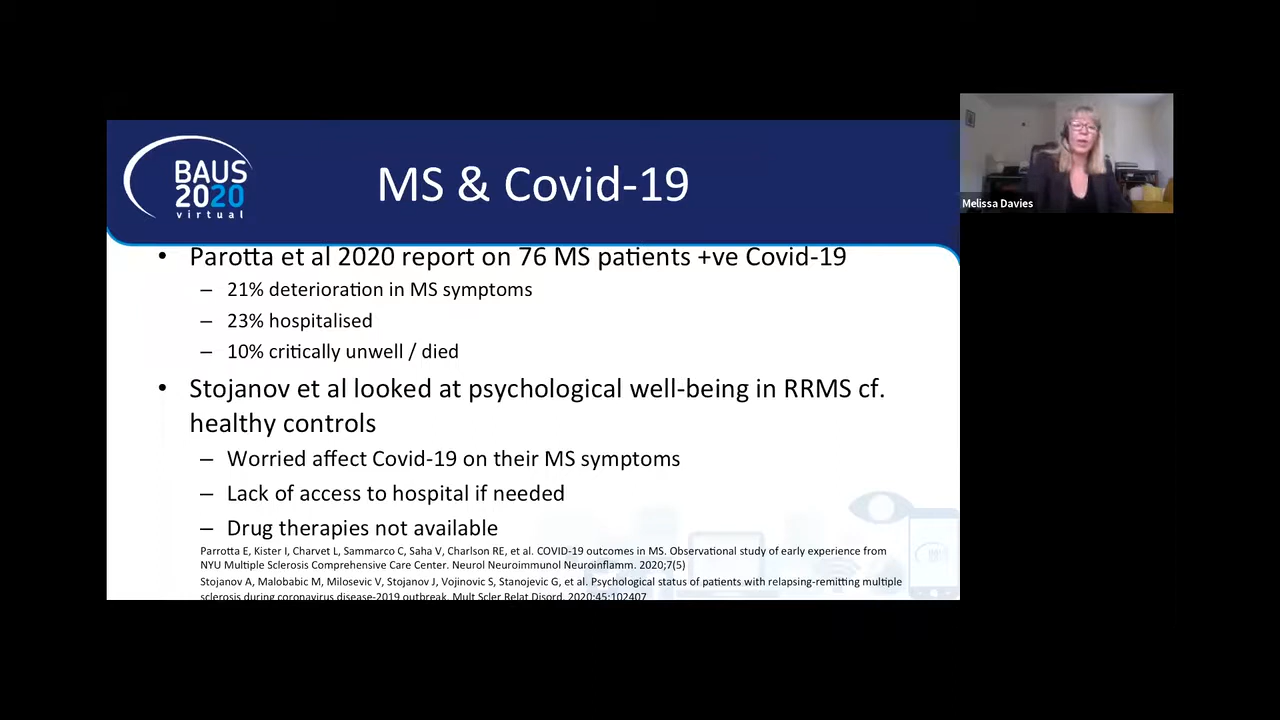 BAUS
2020
virtual
MS & Covid-19
Melissa Davies
• Parotta et al 2020 report on 76 MS patients +ve Covid-19
– 21% deterioration in MS symptoms
– 23% hospitalised
– 10% critically unwell / died
• Stojanov et al looked at psychological well-being in RRMS cf.
healthy controls
– Worried affect Covid-19 on their MS symptoms
– Lack of access to hospital if needed
– Drug therapies not available
Parrotta E, Kister I, Charvet L, Sammarco C, Saha V, Charlson RE, et al. COVID-19 outcomes in MS. Observational study of early experience from
NYU Multiple Sclerosis Comprehensive Care Center. Neurol Neuroimmunol Neuroinflamm. 2020;7(5)
Stojanov A, Malobabic M, Milosevic V, Stojanov J, Vojinovic S, Stanojevic G, et al. Psychological status of patients with relapsing-remitting multiple
sclerosis during coronavirus disease-2019 outbreak. Mult Scler Relat Disord. 2020;45:102407